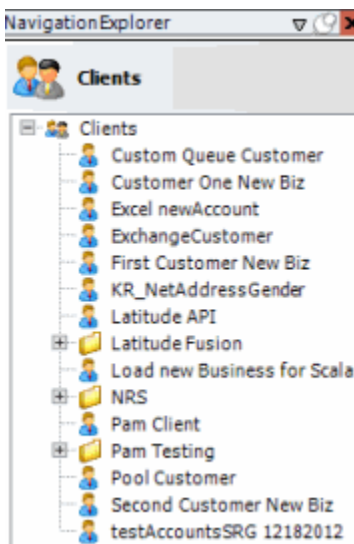 NavigationExplorer
Clients
Clients
Custom Queue Customer
Customer One New Biz
Excel newAccount
ExchangeCustomer
First Customer New Biz
KR_NetAddressGender
Latitude API
Latitude Fusion
Load new Business for Scala
NRS
Pam Client
Pam Testing
Pool Customer
Second Customer New Biz
testAccountsSRG 12182012